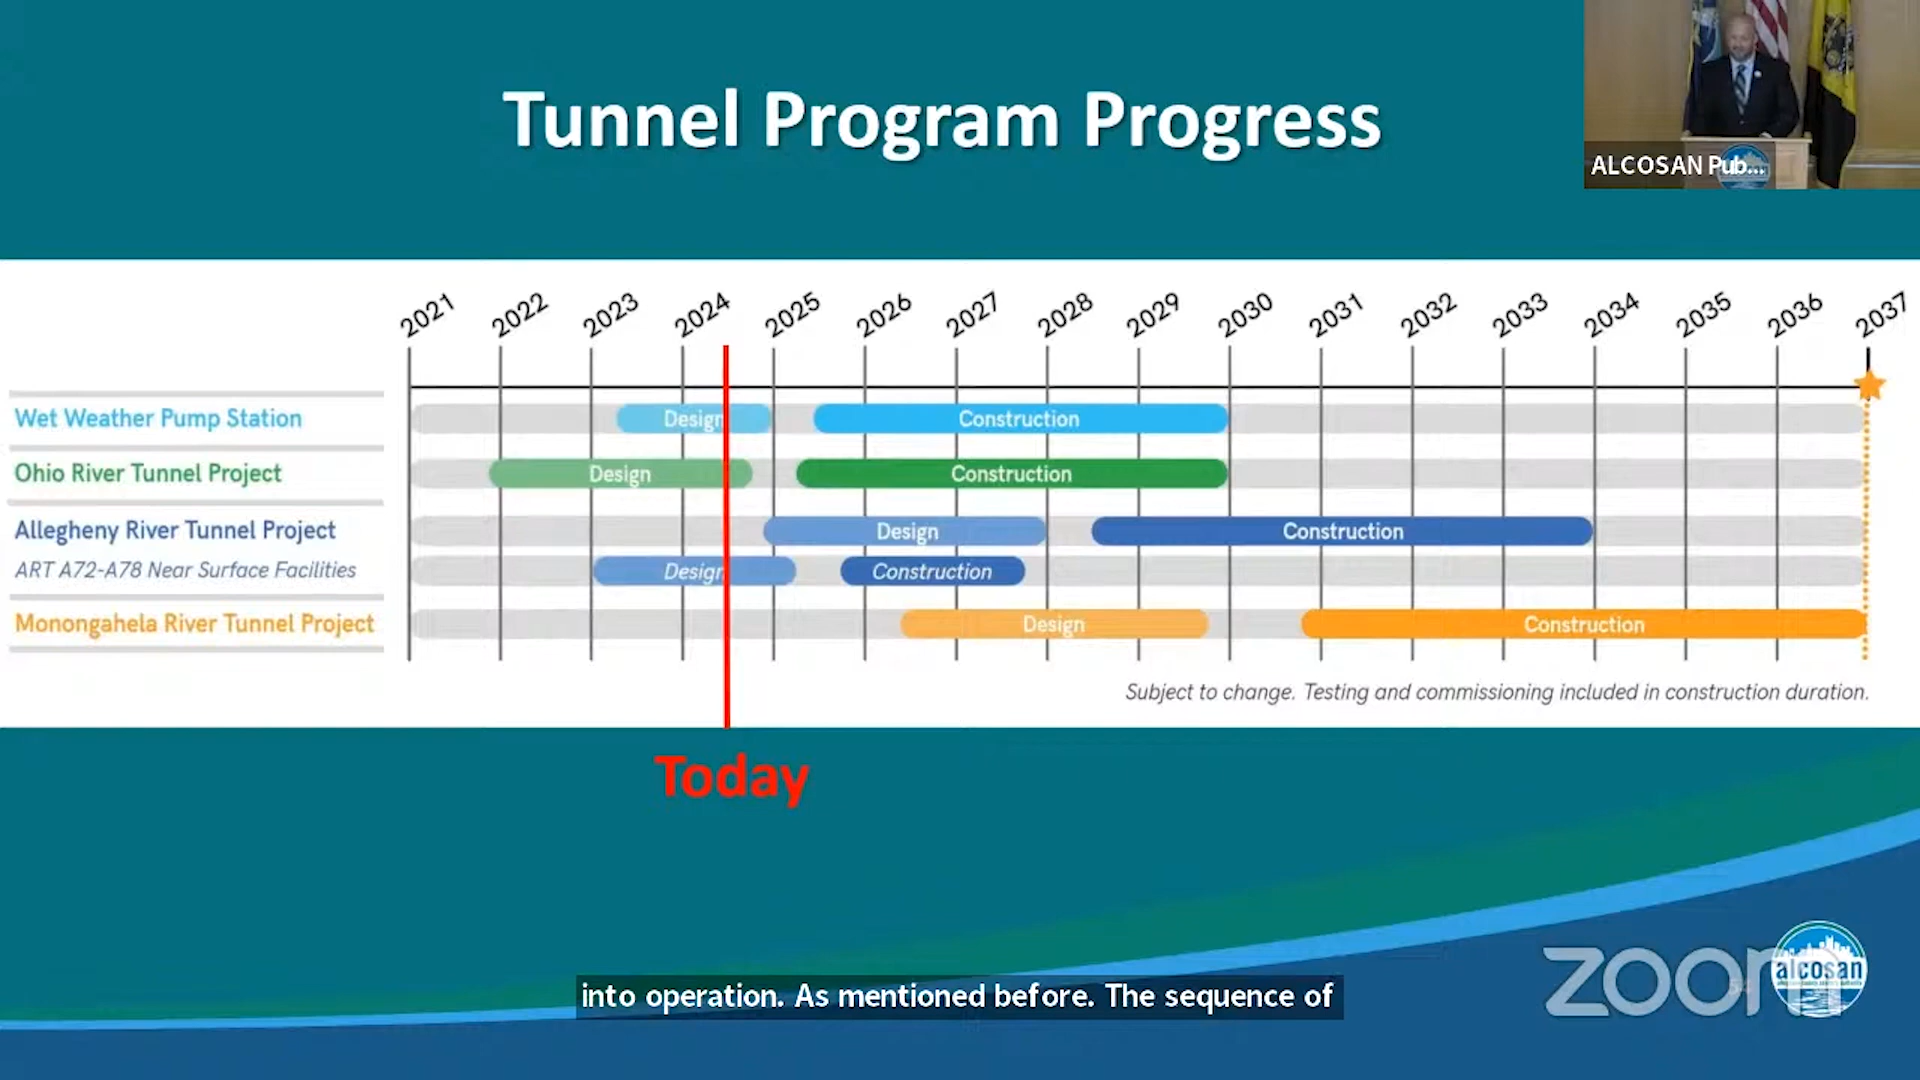 Tunnel Program Progress
ALCOSAN Pub...
2021 2022 2023 2024 2025 2026 2027 2028 2029 2030 2031 2032 2033 2034 2035 2036 2037
Wet Weather Pump Station Design Construction
Ohio River Tunnel Project Design Construction
Allegheny River Tunnel Project Design Construction
ART A72-A78 Near Surface Facilities Design Construction
Monongahela River Tunnel Project Design Construction
Subject to change. Testing and commissioning included in construction duration.
Today
zoom
alcosan
into operation. As mentioned before. The sequence of